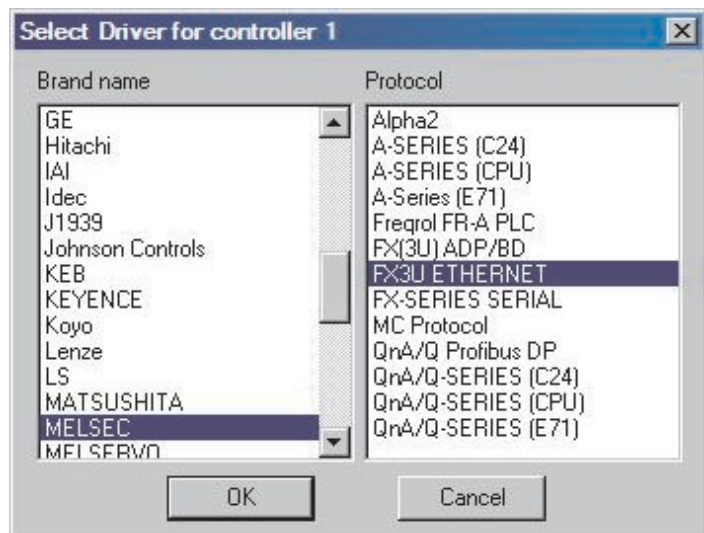 Select Driver for controller 1
Brand name
GE
Hitachi
IAI
Idec
J1939
Johnson Controls
KEB
KEYENCE
Koyo
Lenze
LS
MATSUSHITA
MELSEC
MELSERVO
Protocol
Alpha2
A-SERIES (C24)
A-SERIES (CPU)
A-Series (E71)
Freqrol FR-A PLC
FX(3U) ADP/BD
FX3U ETHERNET
FX-SERIES SERIAL
MC Protocol
QnA/Q Profibus DP
QnA/Q-SERIES (C24)
QnA/Q-SERIES (CPU)
QnA/Q-SERIES (E71)
OK
Cancel